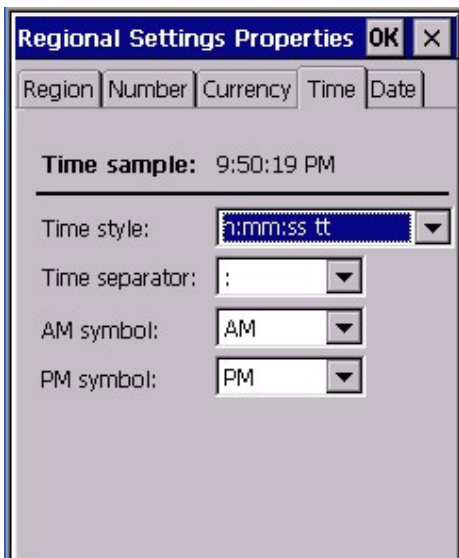 Regional Settings Properties OK ×
Region Number Currency Time Date
Time sample: 9:50:19 PM
Time style: h:mm:ss tt
Time separator: :
AM symbol: AM
PM symbol: PM